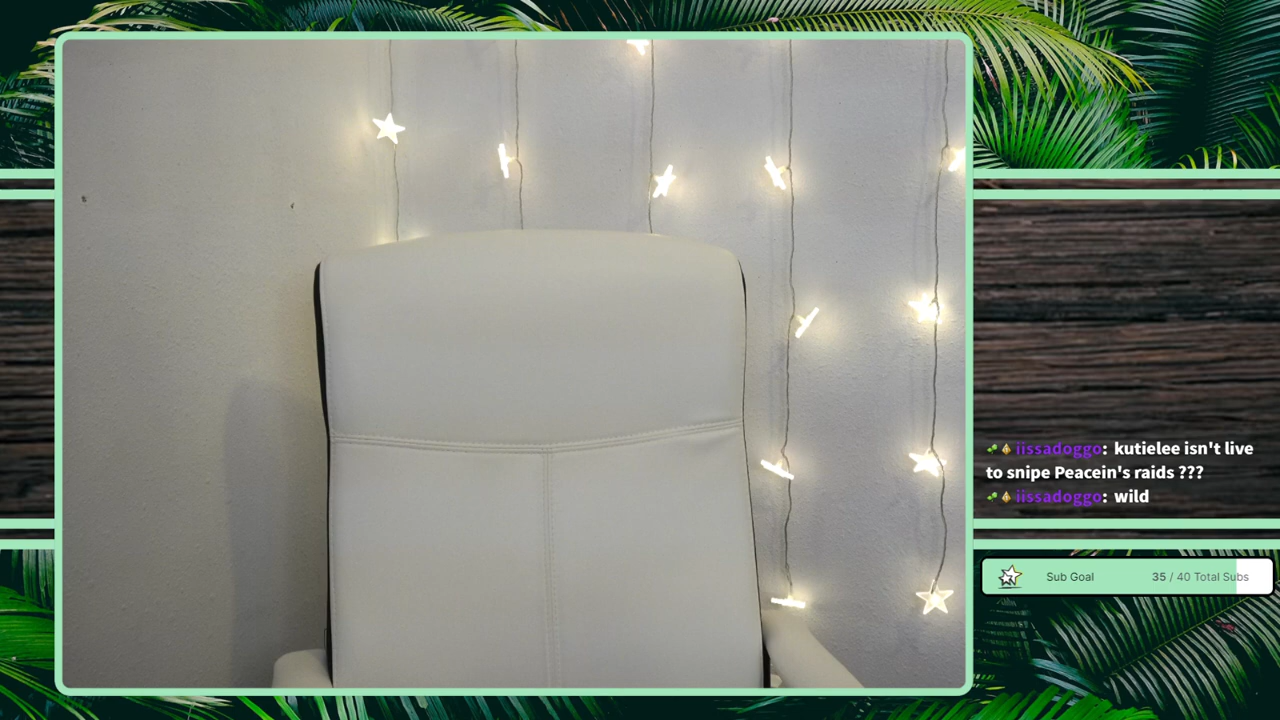 iissadoggo: kutielee isn't live
to snipe Peacein's raids ???
iissadoggo: wild
Sub Goal 35 / 40 Total Subs